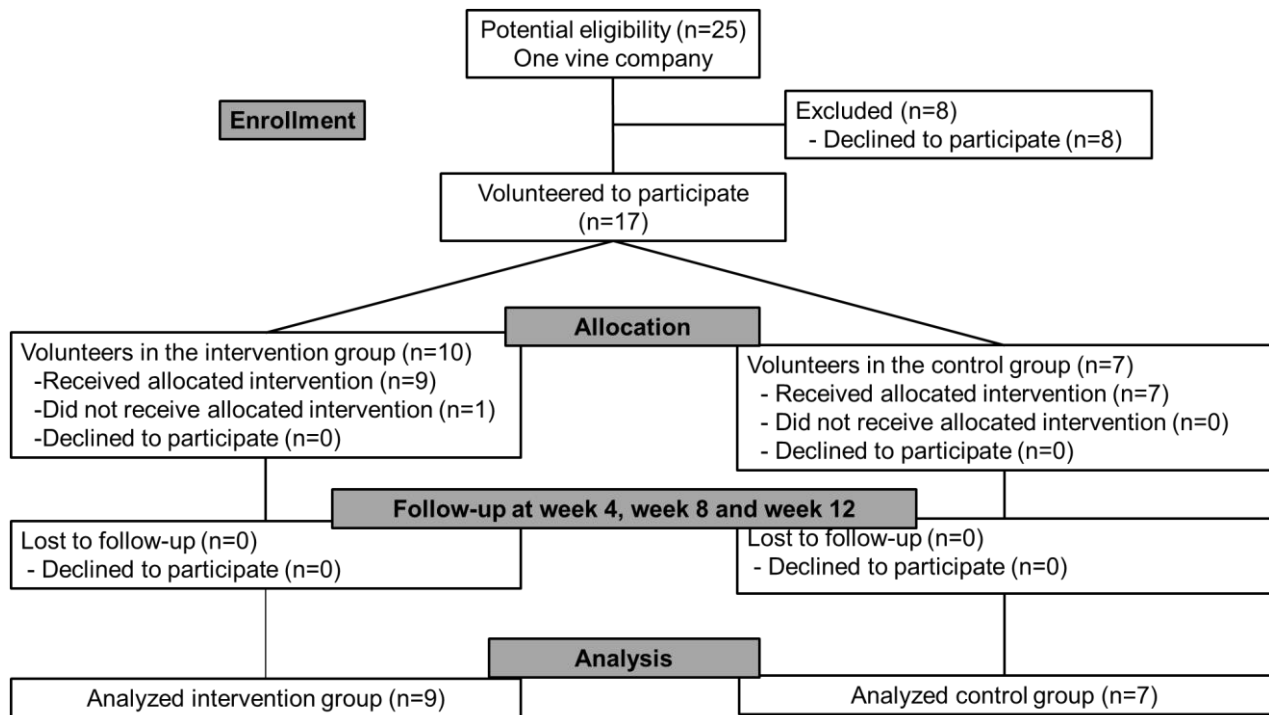 Potential eligibility (n=25)
One vine company
Enrollment
Excluded (n=8)
- Declined to participate (n=8)
Volunteered to participate
(n=17)
Allocation
Volunteers in the intervention group (n=10)
-Received allocated intervention (n=9)
-Did not receive allocated intervention (n=1)
-Declined to participate (n=0)
Volunteers in the control group (n=7)
- Received allocated intervention (n=7)
- Did not receive allocated intervention (n=0)
- Declined to participate (n=0)
Follow-up at week 4, week 8 and week 12
Lost to follow-up (n=0)
- Declined to participate (n=0)
Lost to follow-up (n=0)
- Declined to participate (n=0)
Analysis
Analyzed intervention group (n=9)
Analyzed control group (n=7)